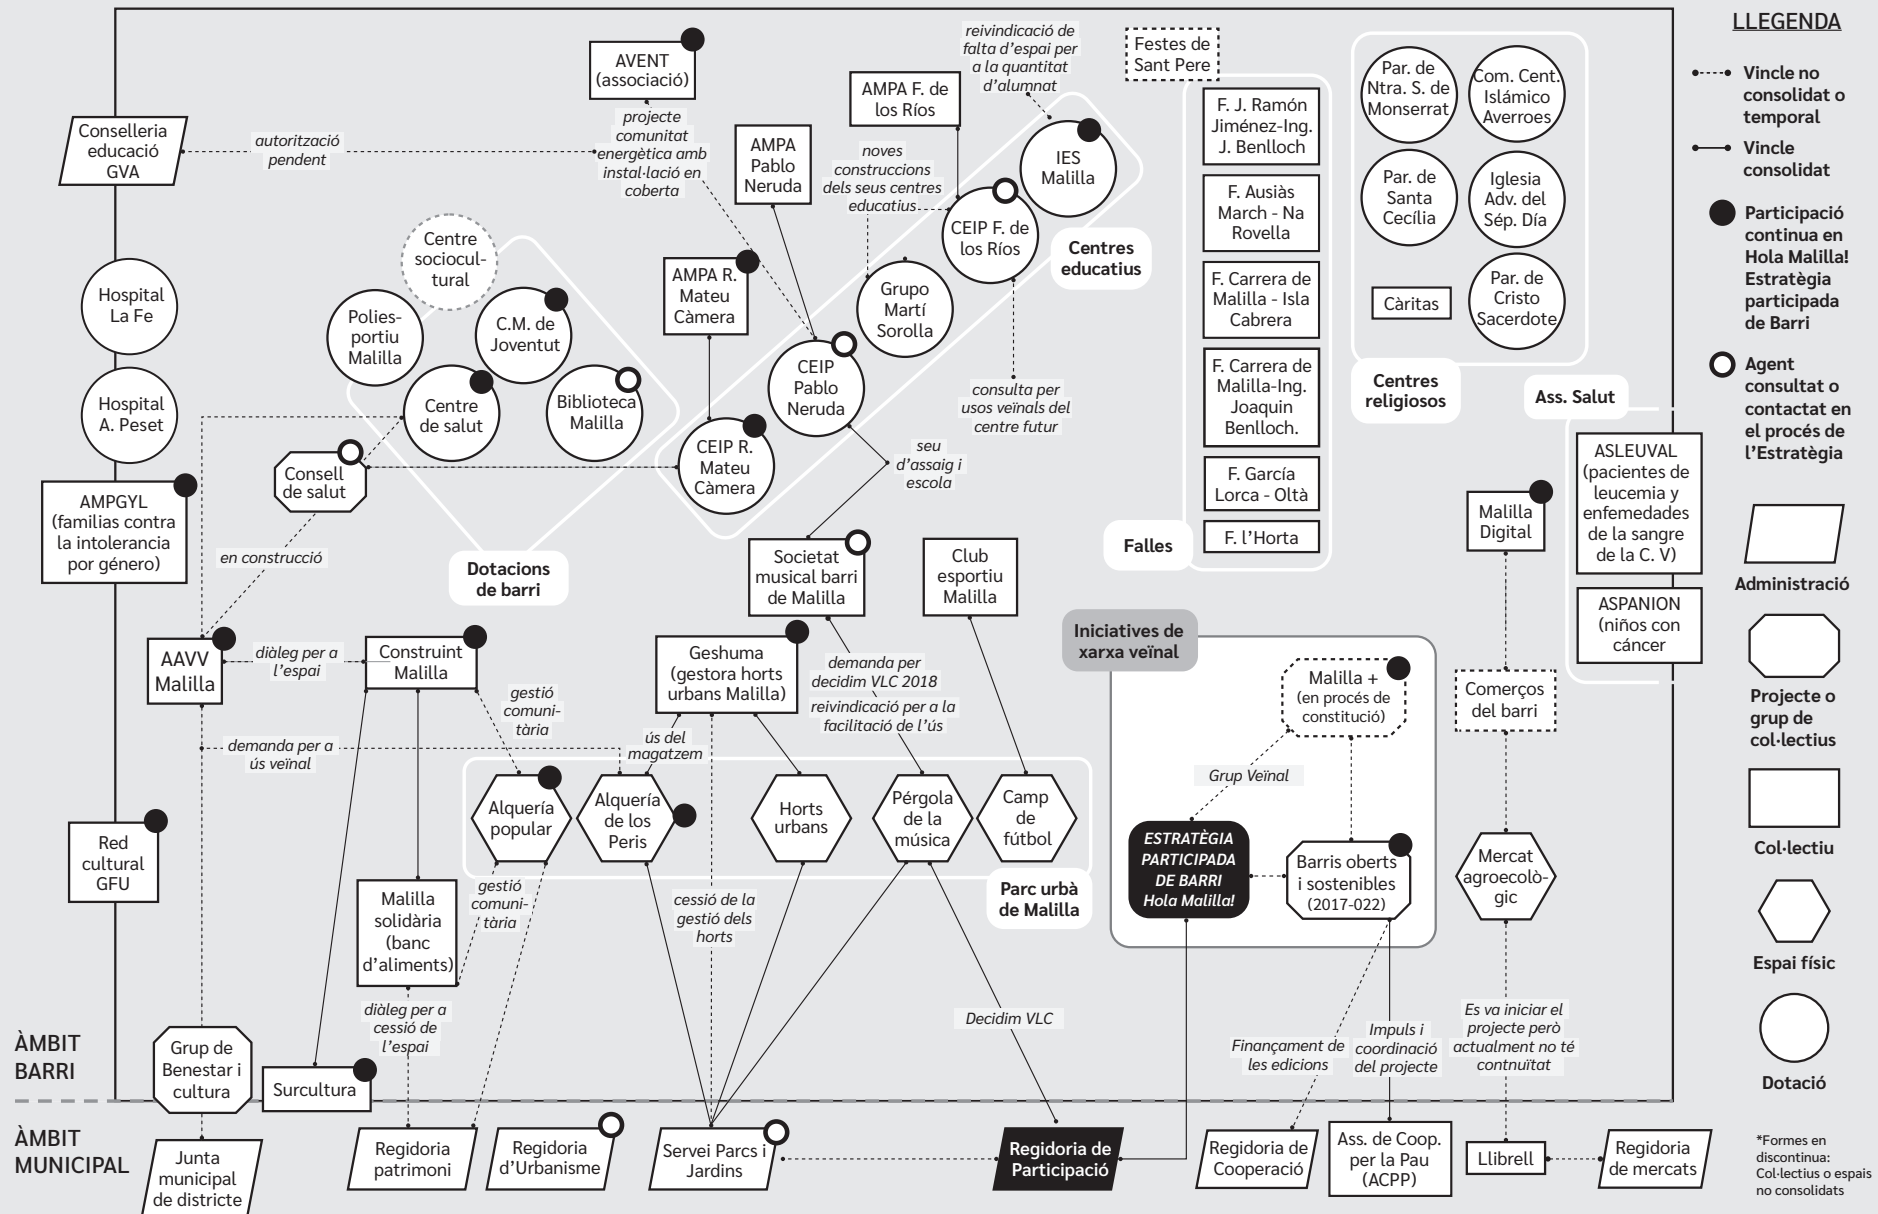 AVENT
(associació)
projecte
comunitat
energètica amb
instal·lació en
coberta
Conselleria
educació
GVA
autorització
pendent
AMPA
Pablo
Neruda
AMPA F. de
los Ríos
reivindicació de
falta d'espai per
a la quantitat
d'alumnat
IES
Malilla
noves
construccions
dels seus centres
educatius
CEIP F. de
los Ríos
Centres
educatius
Grupo
Martí
Sorolla
AMPA R.
Mateu
Càmera
CEIP
Pablo
Neruda
CEIP R.
Mateu
Càmera
consulta per
usos veïnals del
centre futur
seu
d'assaig i
escola
Centre
sociocul-
tural
Polies-
portiu
Malilla
C.M. de
Joventut
Centre
de salut
Biblioteca
Malilla
Dotacions
de barri
Hospital
La Fe
Hospital
A. Peset
Consell
de salut
en construcció
AMPGYL
(familias contra
la intolerancia
por género)
Festes de
Sant Pere
F. J. Ramón
Jiménez-Ing.
J. Benlloch
F. Ausiàs
March - Na
Rovella
F. Carrera de
Malilla - Isla
Cabrera
F. Carrera de
Malilla-Ing.
Joaquin
Benlloch.
F. García
Lorca - Oltà
F. l'Horta
Falles
Par. de
Ntra. S. de
Monserrat
Com. Cent.
Islámico
Averroes
Par. de
Santa
Cecília
Iglesia
Adv. del
Sép. Día
Càritas
Par. de
Cristo
Sacerdote
Centres
religiosos
Ass. Salut
ASLEUVAL
(pacientes de
leucemia y
enfemedades
de la sangre
de la C. V)
ASPANION
(niños con
cáncer
Malilla
Digital
Comerços
del barri
Mercat
agroecolò-
gic
Es va iniciar el
projecte però
actualment no té
contnuïtat
Llibrell
Regidoria
de mercats
AAVV
Malilla
diàleg per a
l'espai
Construint
Malilla
gestió
comuni-
tària
demanda per a
ús veïnal
Geshuma
(gestora horts
urbans Malilla)
ús del
magatzem
Societat
musical barri
de Malilla
Club
esportiu
Malilla
demanda per
decidim VLC 2018
reivindicació per a la
facilitació de l'ús
Alquería
popular
Alquería
de los
Peris
Horts
urbans
Pérgola
de la
música
Camp
de
fútbol
Parc urbà
de Malilla
Iniciatives de
xarxa veïnal
Malilla +
(en procés de
constitució)
Grup Veïnal
ESTRATÈGIA
PARTICIPADA
DE BARRI
Hola Malilla!
Barris oberts
i sostenibles
(2017-022)
Red
cultural
GFU
Malilla
solidària
(banc
d'aliments)
gestió
comuni-
tària
cessió de la
gestió dels
horts
diàleg per a
cessió de
l'espai
Decidim VLC
Finançament de
les edicions
Impuls i
coordinació
del projecte
ÀMBIT
BARRI
Grup de
Benestar i
cultura
Surcultura
ÀMBIT
MUNICIPAL
Junta
municipal
de districte
Regidoria
patrimoni
Regidoria
d'Urbanisme
Servei Parcs i
Jardins
Regidoria de
Participació
Regidoria de
Cooperació
Ass. de Coop.
per la Pau
(ACPP)
LLEGENDA
Vincle no
consolidat o
temporal
Vincle
consolidat
Participació
continua en
Hola Malilla!
Estratègia
participada
de Barri
Agent
consultat o
contactat en
el procés de
l'Estratègia
Administració
Projecte o
grup de
col·lectius
Col·lectiu
Espai físic
Dotació
*Formes en
discontinua:
Col·lectius o espais
no consolidats